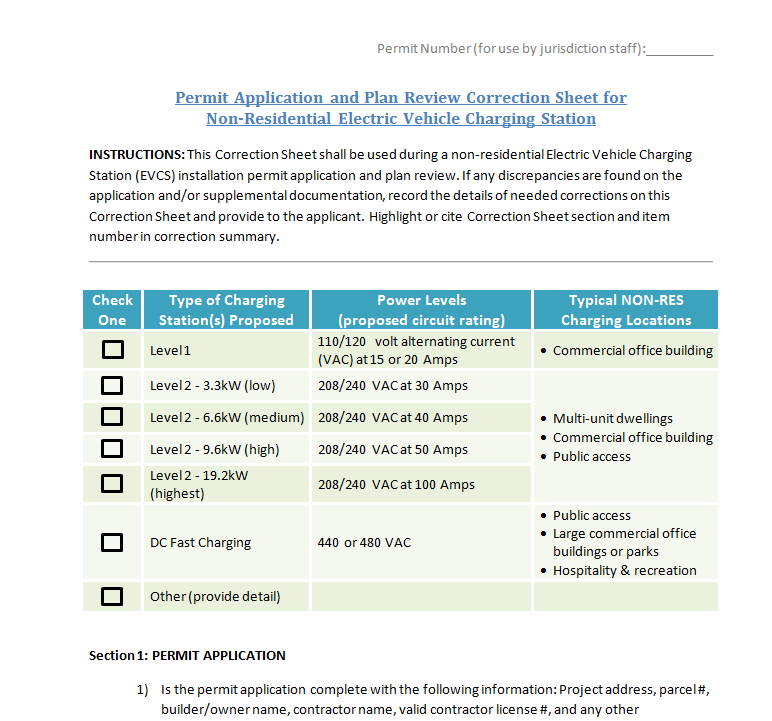 Permit Number (for use by jurisdiction staff):__________
Permit Application and Plan Review Correction Sheet for
Non-Residential Electric Vehicle Charging Station
INSTRUCTIONS: This Correction Sheet shall be used during a non-residential Electric Vehicle Charging
Station (EVCS) installation permit application and plan review. If any discrepancies are found on the
application and/or supplemental documentation, record the details of needed corrections on this
Correction Sheet and provide to the applicant. Highlight or cite Correction Sheet section and item
number in correction summary.
Check One | Type of Charging Station(s) Proposed | Power Levels (proposed circuit rating) | Typical NON-RES Charging Locations
Level 1
110/120 volt alternating current
(VAC) at 15 or 20 Amps
• Commercial office building
Level 2 - 3.3kW (low)
208/240 VAC at 30 Amps
Level 2 - 6.6kW (medium)
208/240 VAC at 40 Amps
Level 2 - 9.6kW (high)
208/240 VAC at 50 Amps
Level 2 - 19.2kW
(highest)
208/240 VAC at 100 Amps
• Multi-unit dwellings
• Commercial office building
• Public access
DC Fast Charging
440 or 480 VAC
• Public access
• Large commercial office
buildings or parks
• Hospitality & recreation
Other (provide detail)
Section 1: PERMIT APPLICATION
1) Is the permit application complete with the following information: Project address, parcel #,
builder/owner name, contractor name, valid contractor license #, and any other